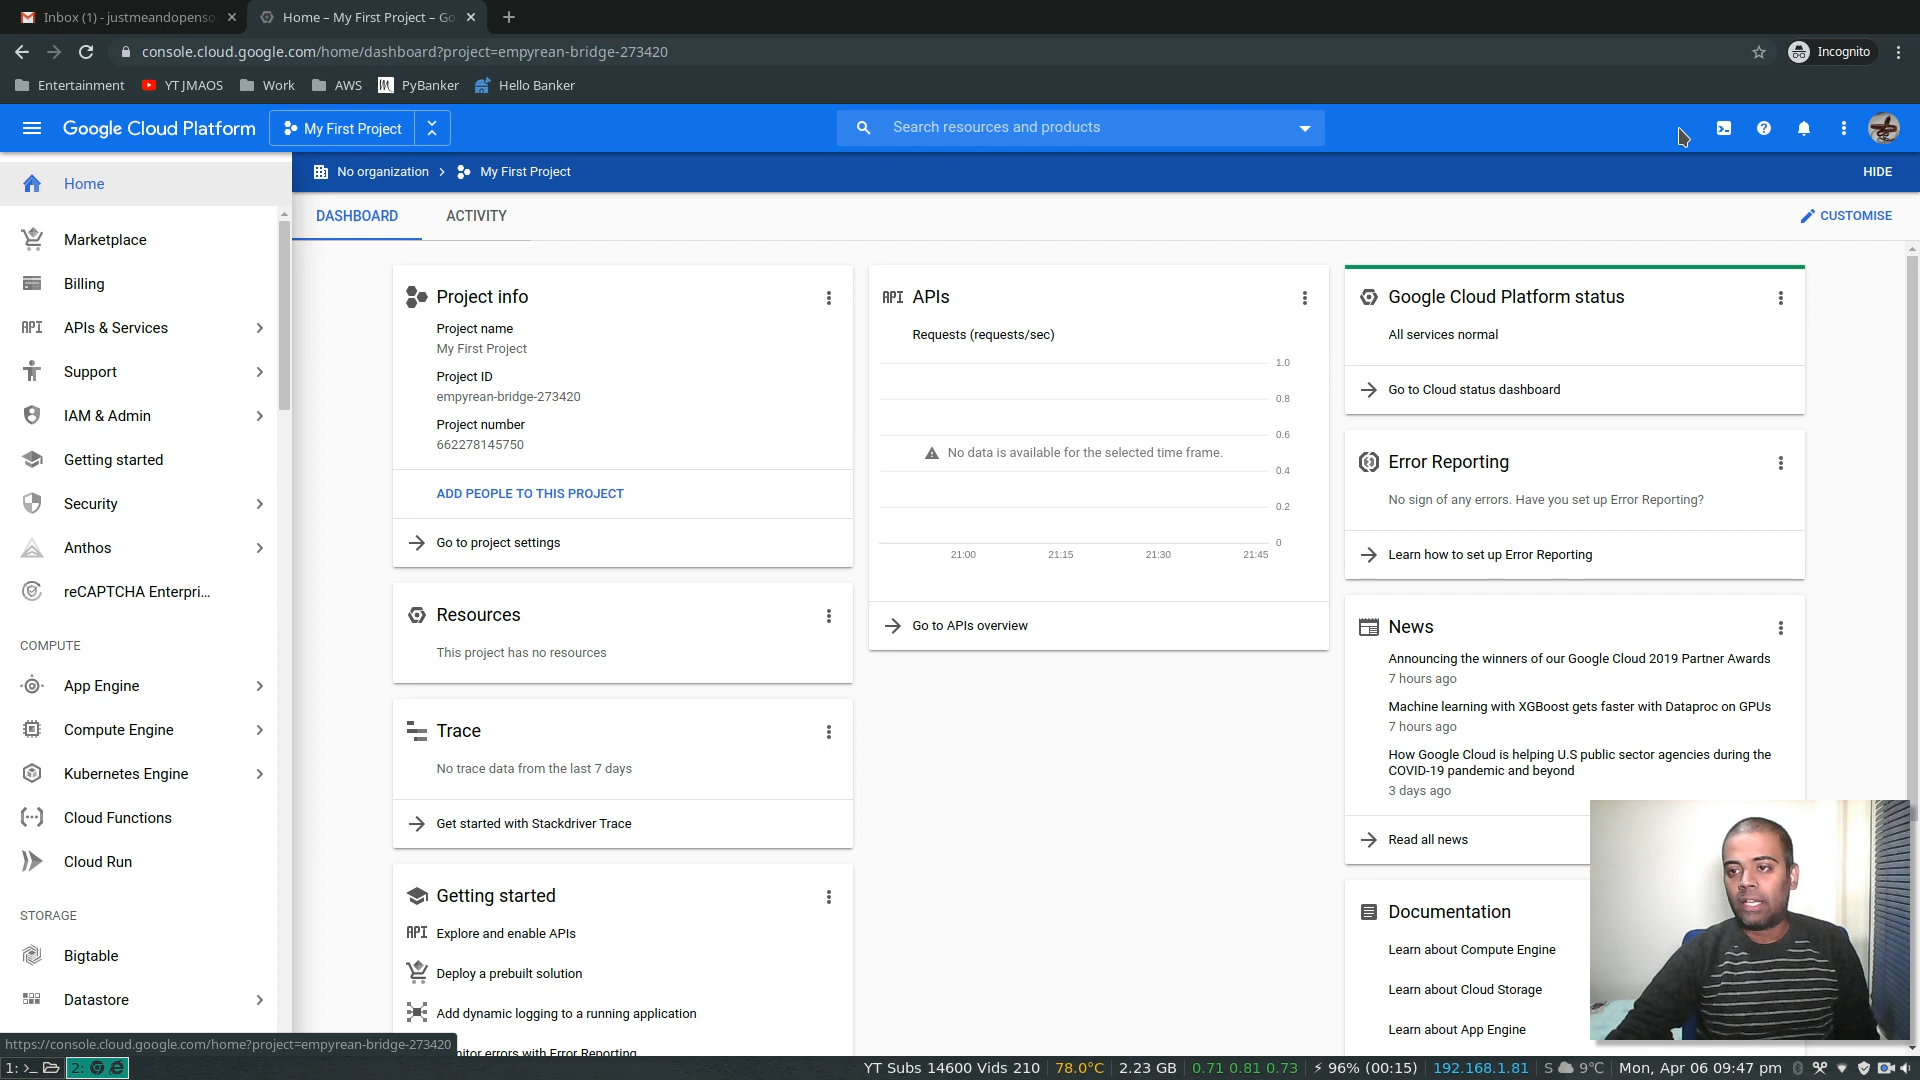 Inbox (1) - justmeandopenso
Home – My First Project – Go
console.cloud.google.com/home/dashboard?project=empyrean-bridge-273420
Incognito
Entertainment
YT JMAOS
Work
AWS
PyBanker
Hello Banker
Google Cloud Platform
My First Project
Search resources and products
No organization
My First Project
HIDE
Home
DASHBOARD
ACTIVITY
CUSTOMISE
Marketplace
Billing
API APIs & Services
Support
IAM & Admin
Getting started
Security
Anthos
reCAPTCHA Enterpri...
COMPUTE
App Engine
Compute Engine
Kubernetes Engine
Cloud Functions
Cloud Run
STORAGE
Bigtable
Datastore
Project info
Project name
My First Project
Project ID
empyrean-bridge-273420
Project number
662278145750
ADD PEOPLE TO THIS PROJECT
Go to project settings
Resources
This project has no resources
Trace
No trace data from the last 7 days
Get started with Stackdriver Trace
Getting started
API Explore and enable APIs
Deploy a prebuilt solution
Add dynamic logging to a running application
nitor errors with Error Reporting
API APIs
Requests (requests/sec)
1.0
0.8
0.6
No data is available for the selected time frame.
0.4
0.2
0
21:00 21:15 21:30 21:45
Go to APIs overview
Google Cloud Platform status
All services normal
Go to Cloud status dashboard
Error Reporting
No sign of any errors. Have you set up Error Reporting?
Learn how to set up Error Reporting
News
Announcing the winners of our Google Cloud 2019 Partner Awards
7 hours ago
Machine learning with XGBoost gets faster with Dataproc on GPUs
7 hours ago
How Google Cloud is helping U.S public sector agencies during the
COVID-19 pandemic and beyond
3 days ago
Read all news
Documentation
Learn about Compute Engine
Learn about Cloud Storage
Learn about App Engine
https://console.cloud.google.com/home?project=empyrean-bridge-273420
1: 2: YT Subs 14600 Vids 210 78.0°C 2.23 GB 0.71 0.81 0.73 96% (00:15) 192.168.1.81 S 9°C Mon, Apr 06 09:47 pm